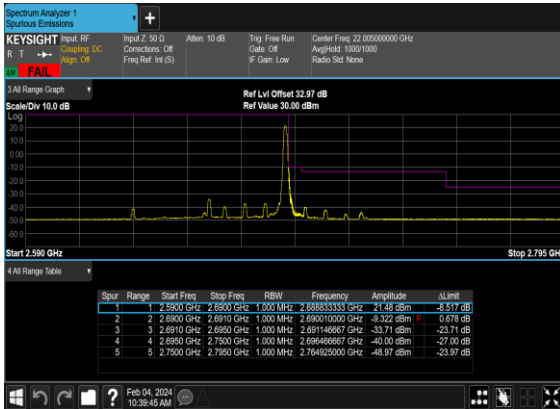 Spectrum Analyzer 1
Spurious Emissions
+
KEYSIGHT Input: RF Input Z: 50 Ω Atten: 10 dB Trig: Free Run Center Freq: 22.005000000 GHz
R T Coupling: DC Corrections: Off Gate: Off Avg|Hold: 1000/1000
Align: Off Freq Ref: Int (S) IF Gain: Low Radio Std: None
FAIL
3 All Range Graph
Scale/Div 10.0 dB Ref Lvl Offset 32.97 dB
Ref Value 30.00 dBm
Log
20.0
10.0
0.00
-10.0
-20.0
-30.0
-40.0
-50.0
-60.0
Start 2.590 GHz Stop 2.795 GH
4 All Range Table
Spur Range Start Freq Stop Freq RBW Frequency Amplitude ΔLimit
1 1 2.5900 GHz 2.6900 GHz 1.000 MHz 2.688833333 GHz 21.48 dBm -8.517 dB
2 2 2.6900 GHz 2.6910 GHz 1.000 MHz 2.690010000 GHz -9.322 dBm F 0.678 dB
3 3 2.6910 GHz 2.6950 GHz 1.000 MHz 2.691146667 GHz -33.71 dBm -23.71 dB
4 4 2.6950 GHz 2.7500 GHz 1.000 MHz 2.696466667 GHz -40.00 dBm -27.00 dB
5 5 2.7500 GHz 2.7950 GHz 1.000 MHz 2.764925000 GHz -48.97 dBm -23.97 dB
?
Feb 04, 2024
10:39:45 AM